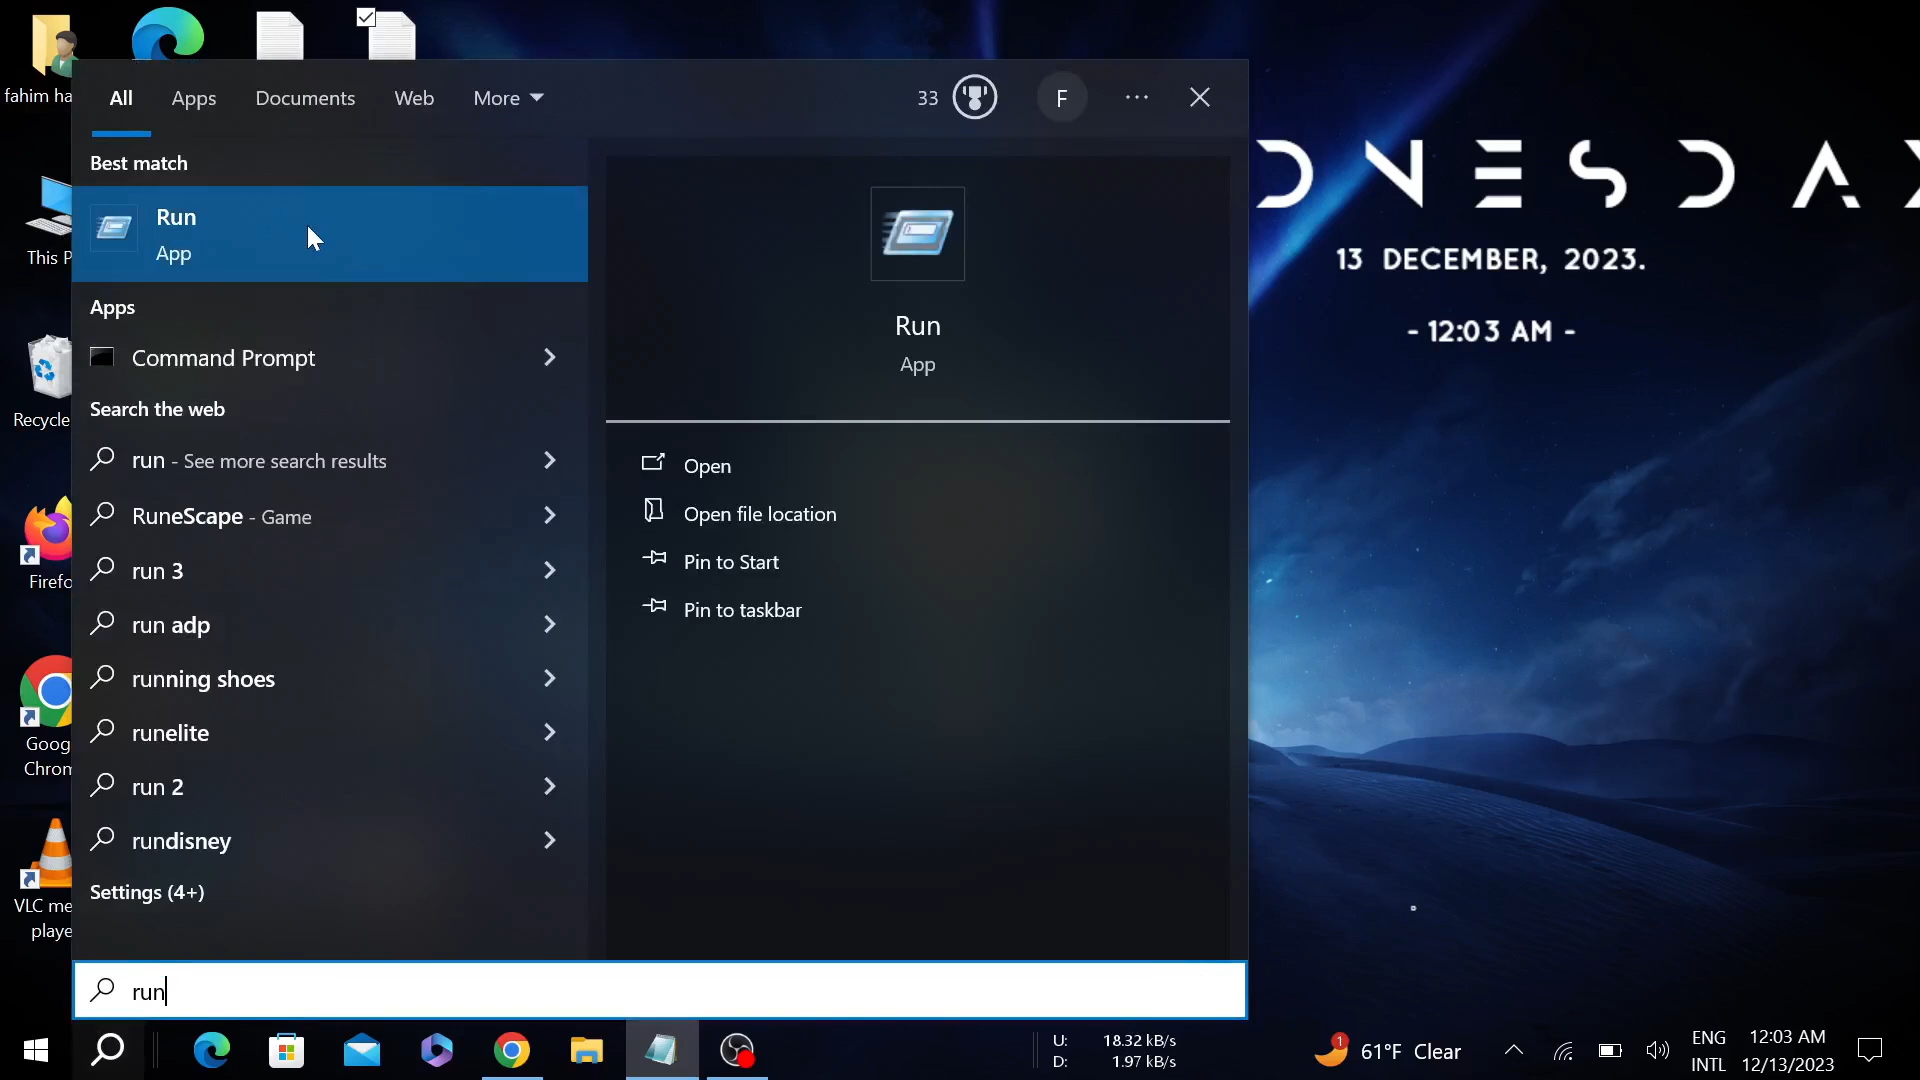 fahim ha
This P
Recycle
Firefo
Goog
Chrom
VLC me
playe
All
Apps
Documents
Web
More
33
F
Best match
Run
App
Apps
Command Prompt
Search the web
run - See more search results
RuneScape - Game
run 3
run adp
running shoes
runelite
run 2
rundisney
Settings (4+)
Run
App
Open
Open file location
Pin to Start
Pin to taskbar
run
DNESDAY
13 DECEMBER, 2023.
- 12:03 AM -
U: 18.32 kB/s
D: 1.97 kB/s
1
61°F Clear
ENG
INTL
12:03 AM
12/13/2023